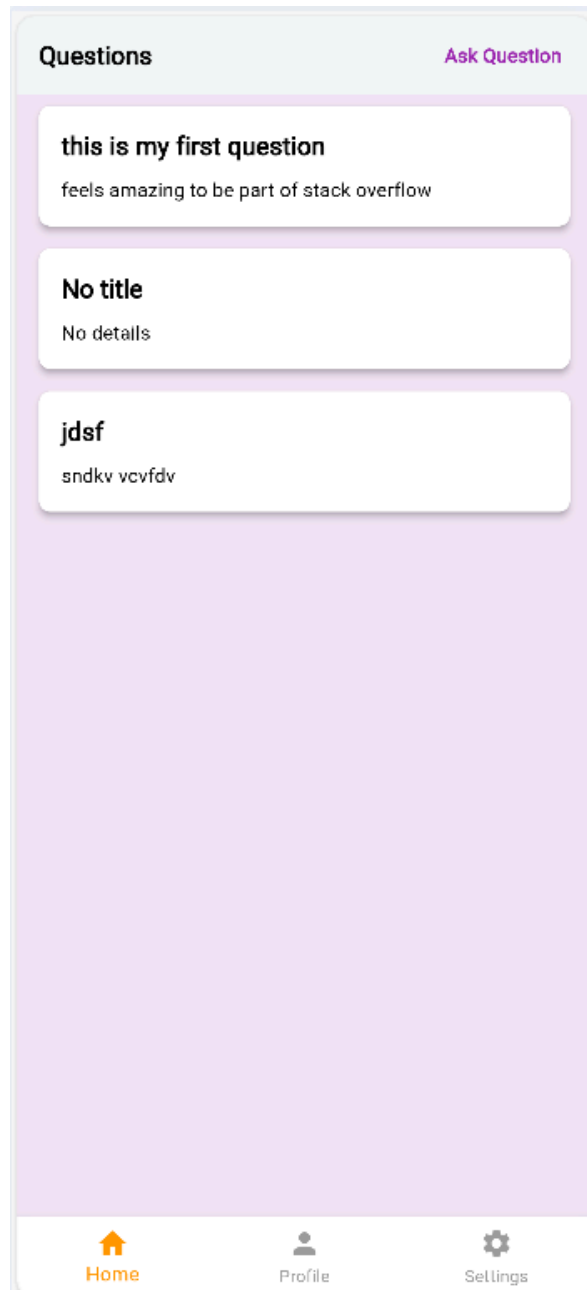 Questions
Ask Question
this is my first question
feels amazing to be part of stack overflow
No title
No details
jdsf
sndkv vcvfdv
Home
Profile
Settings